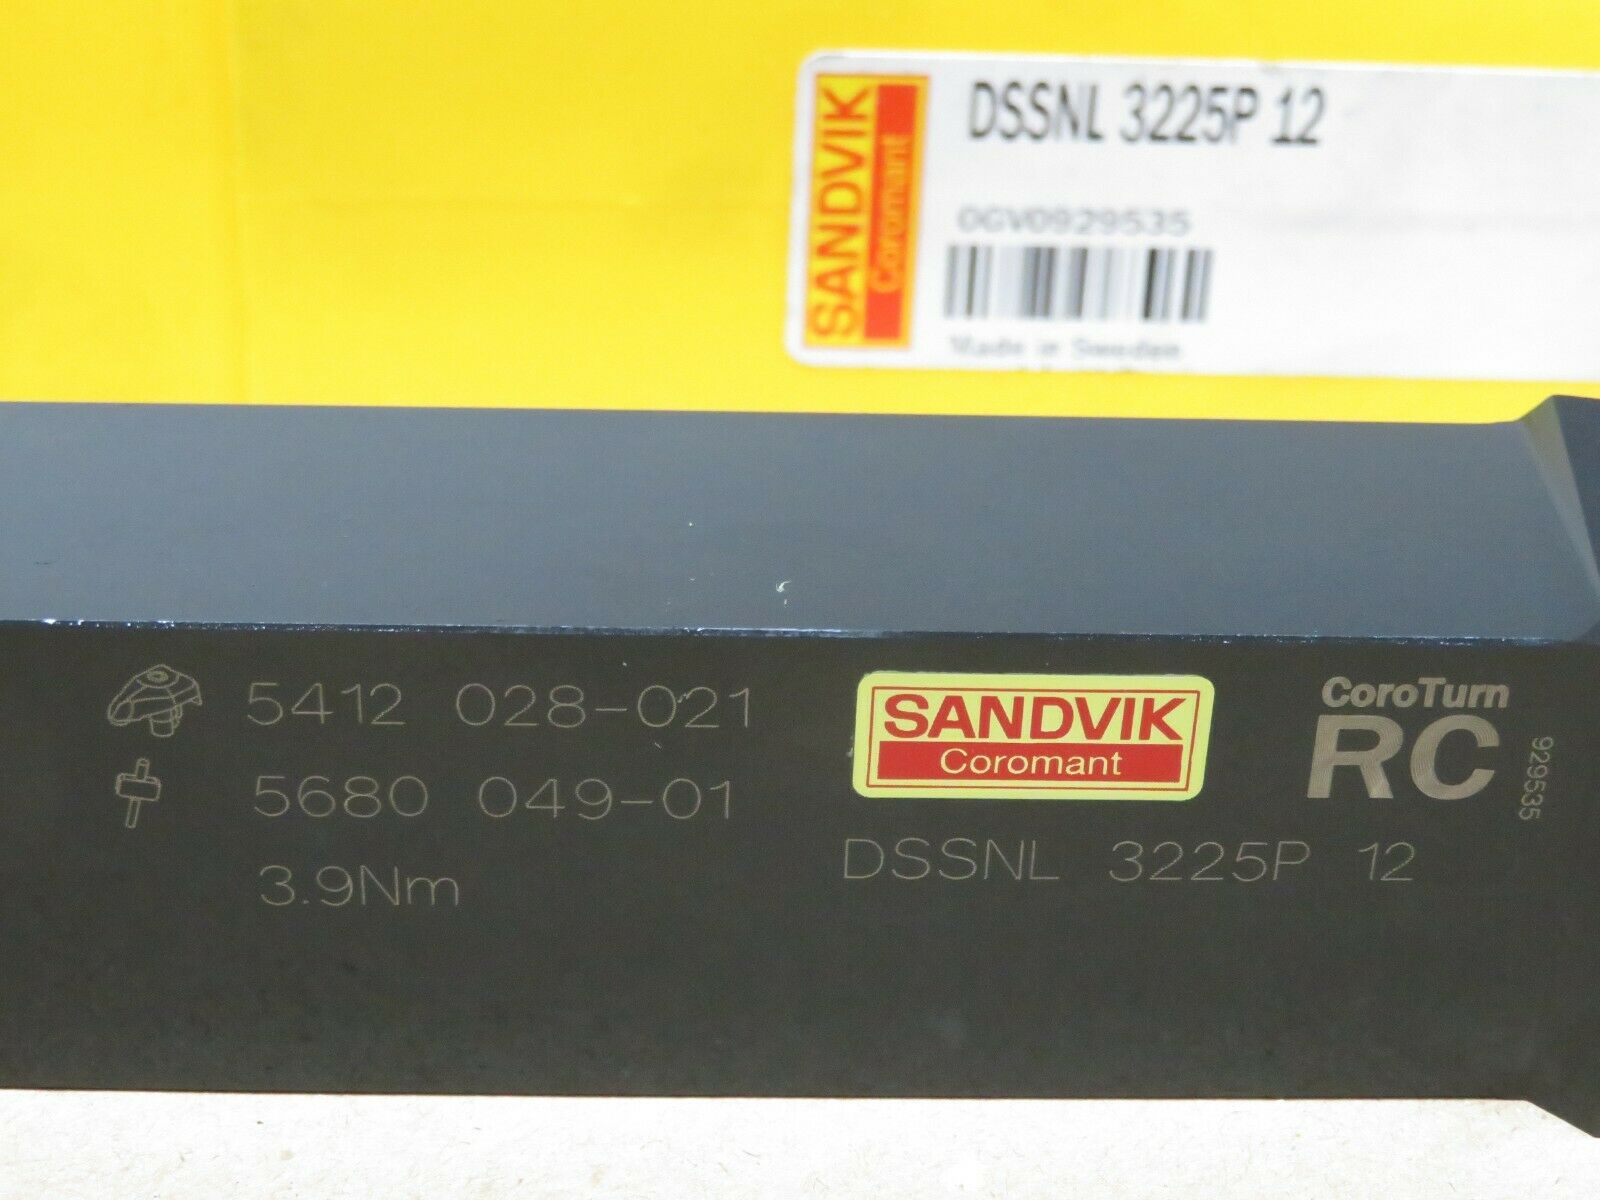 SANDVIK
Coromant
DSSNL 3225P 12
OGV0929535
Made in Sweden
5412 028-021
5680 049-01
3.9Nm
SANDVIK
Coromant
CoroTurn
RC
929535
DSSNL 3225P 12